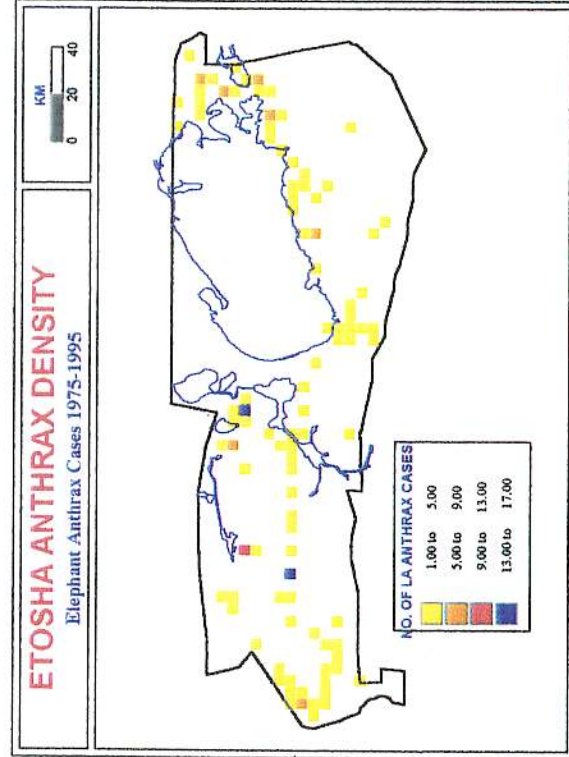 ETOSHA ANTHRAX DENSITY
Elephant Anthrax Cases 1975-1995
KM
0 20 40
NO. OF LA ANTHRAX CASES
1.00 to 5.00
5.00 to 9.00
9.00 to 13.00
13.00 to 17.00